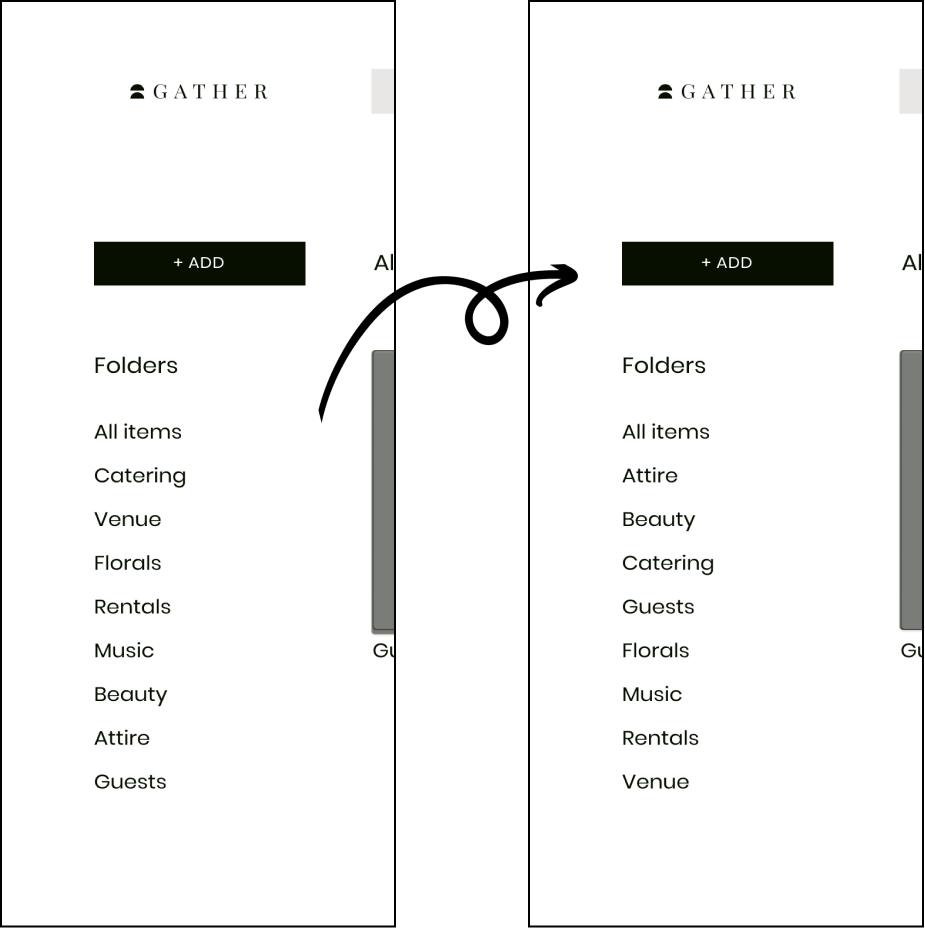 GATHER
+ ADD
Al
Folders
All items
Catering
Venue
Florals
Rentals
Music
Gu
Beauty
Attire
Guests
GATHER
+ ADD
Al
Folders
All items
Attire
Beauty
Catering
Guests
Florals
Gu
Music
Rentals
Venue